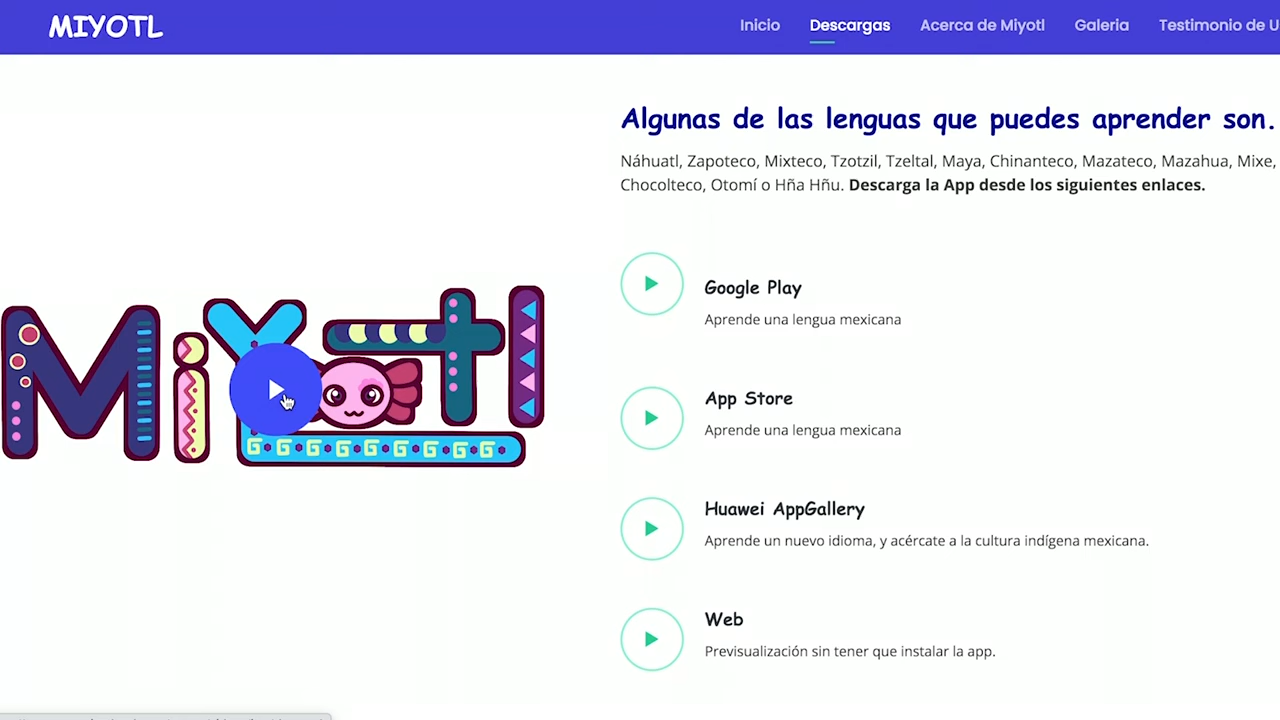 MIYOTL
Inicio Descargas Acerca de Miyotl Galeria Testimonio de U
Algunas de las lenguas que puedes aprender son.
Náhuatl, Zapoteco, Mixteco, Tzotzil, Tzeltal, Maya, Chinanteco, Mazateco, Mazahua, Mixe,
Chocolteco, Otomí o Hña Hñu. Descarga la App desde los siguientes enlaces.
Miyotl
Google Play
Aprende una lengua mexicana
App Store
Aprende una lengua mexicana
Huawei AppGallery
Aprende un nuevo idioma, y acércate a la cultura indígena mexicana.
Web
Previsualización sin tener que instalar la app.